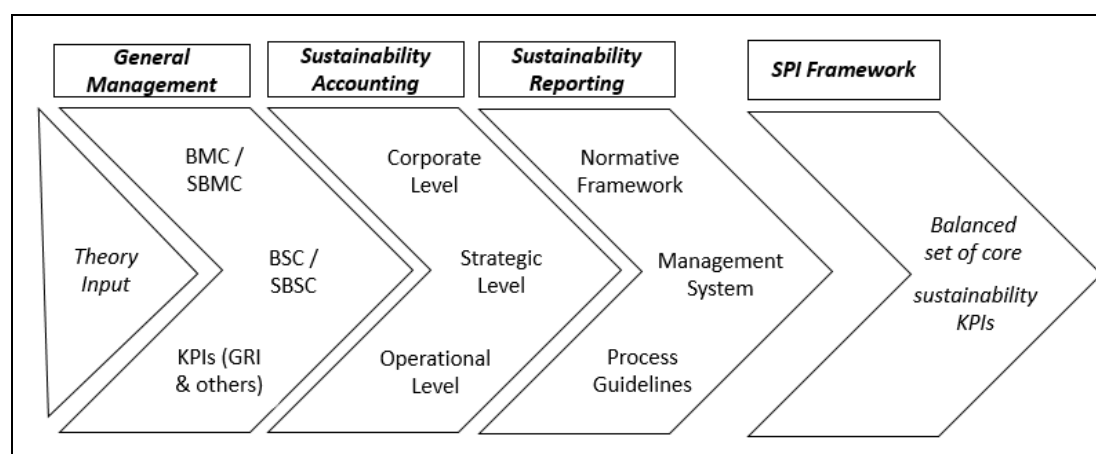 General
Management
Sustainability
Accounting
Sustainability
Reporting
SPI Framework
Theory
Input
BMC /
SBMC
BSC /
SBSC
KPIs (GRI
& others)
Corporate
Level
Strategic
Level
Operational
Level
Normative
Framework
Management
System
Process
Guidelines
Balanced
set of core
sustainability
KPIs